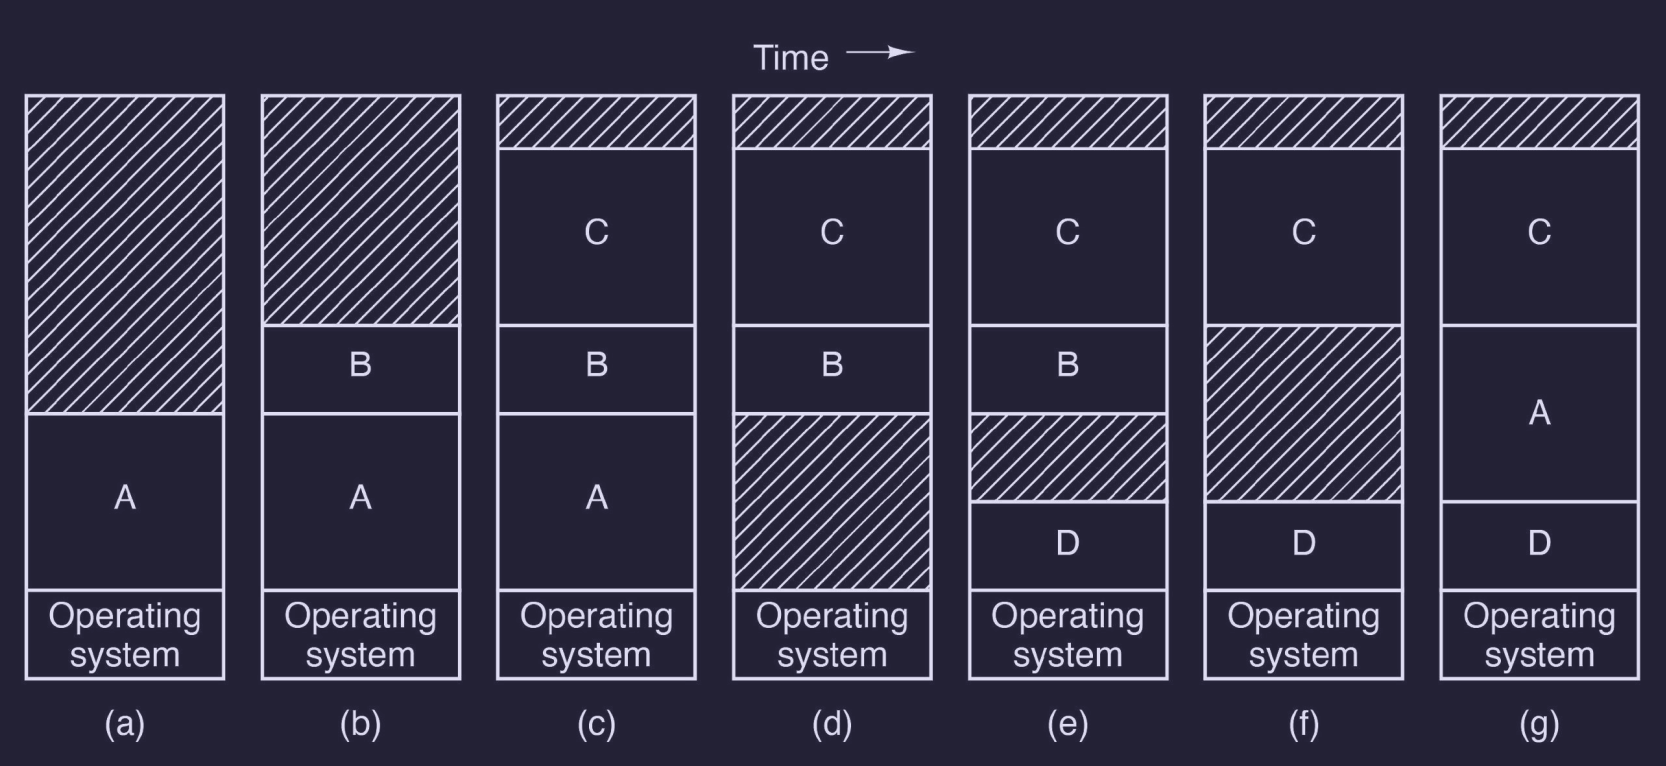 Time
A
Operating
system
(a)
B
A
Operating
system
(b)
C
B
A
Operating
system
(c)
C
B
Operating
system
(d)
C
B
D
Operating
system
(e)
C
D
Operating
system
(f)
C
A
D
Operating
system
(g)